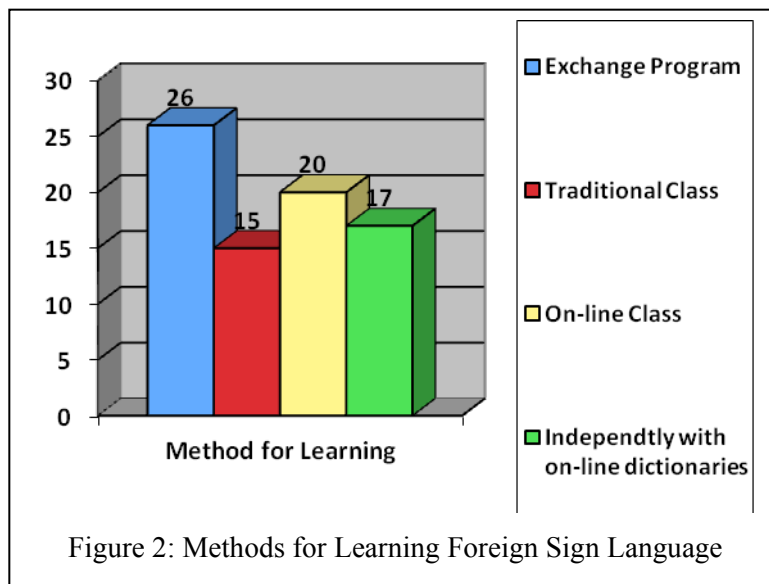 30
25
20
15
10
5
0
26
15
20
17
Method for Learning
Exchange Program
Traditional Class
On-line Class
Independtly with
on-line dictionaries
Figure 2: Methods for Learning Foreign Sign Language